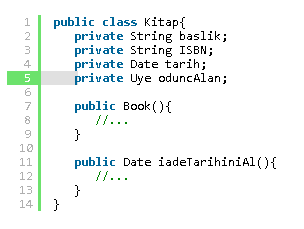 1 public class Kitap{
2 private String baslik;
3 private String ISBN;
4 private Date tarih;
5 private Uye oduncAlan;
6
7 public Book(){
8 //...
9 }
10
11 public Date iadeTarihiniAl(){
12 //...
13 }
14 }